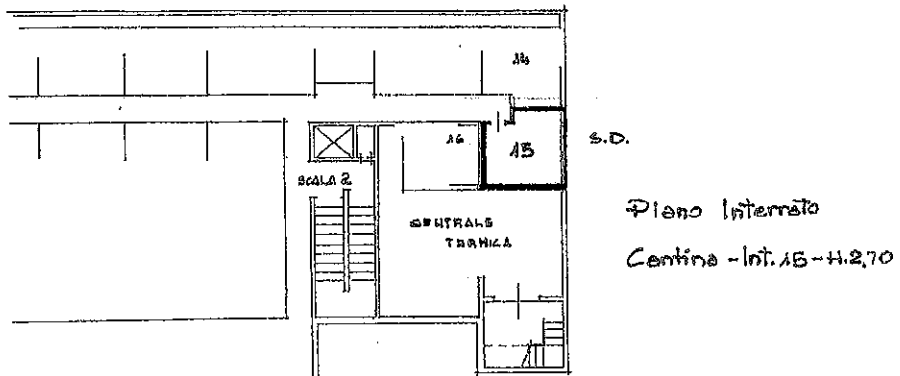 14
16
15
S.D.
SCALA 2
CENTRALE
TERMICA
Piano Interrato
Cantina - Int. 15 - H. 2,70